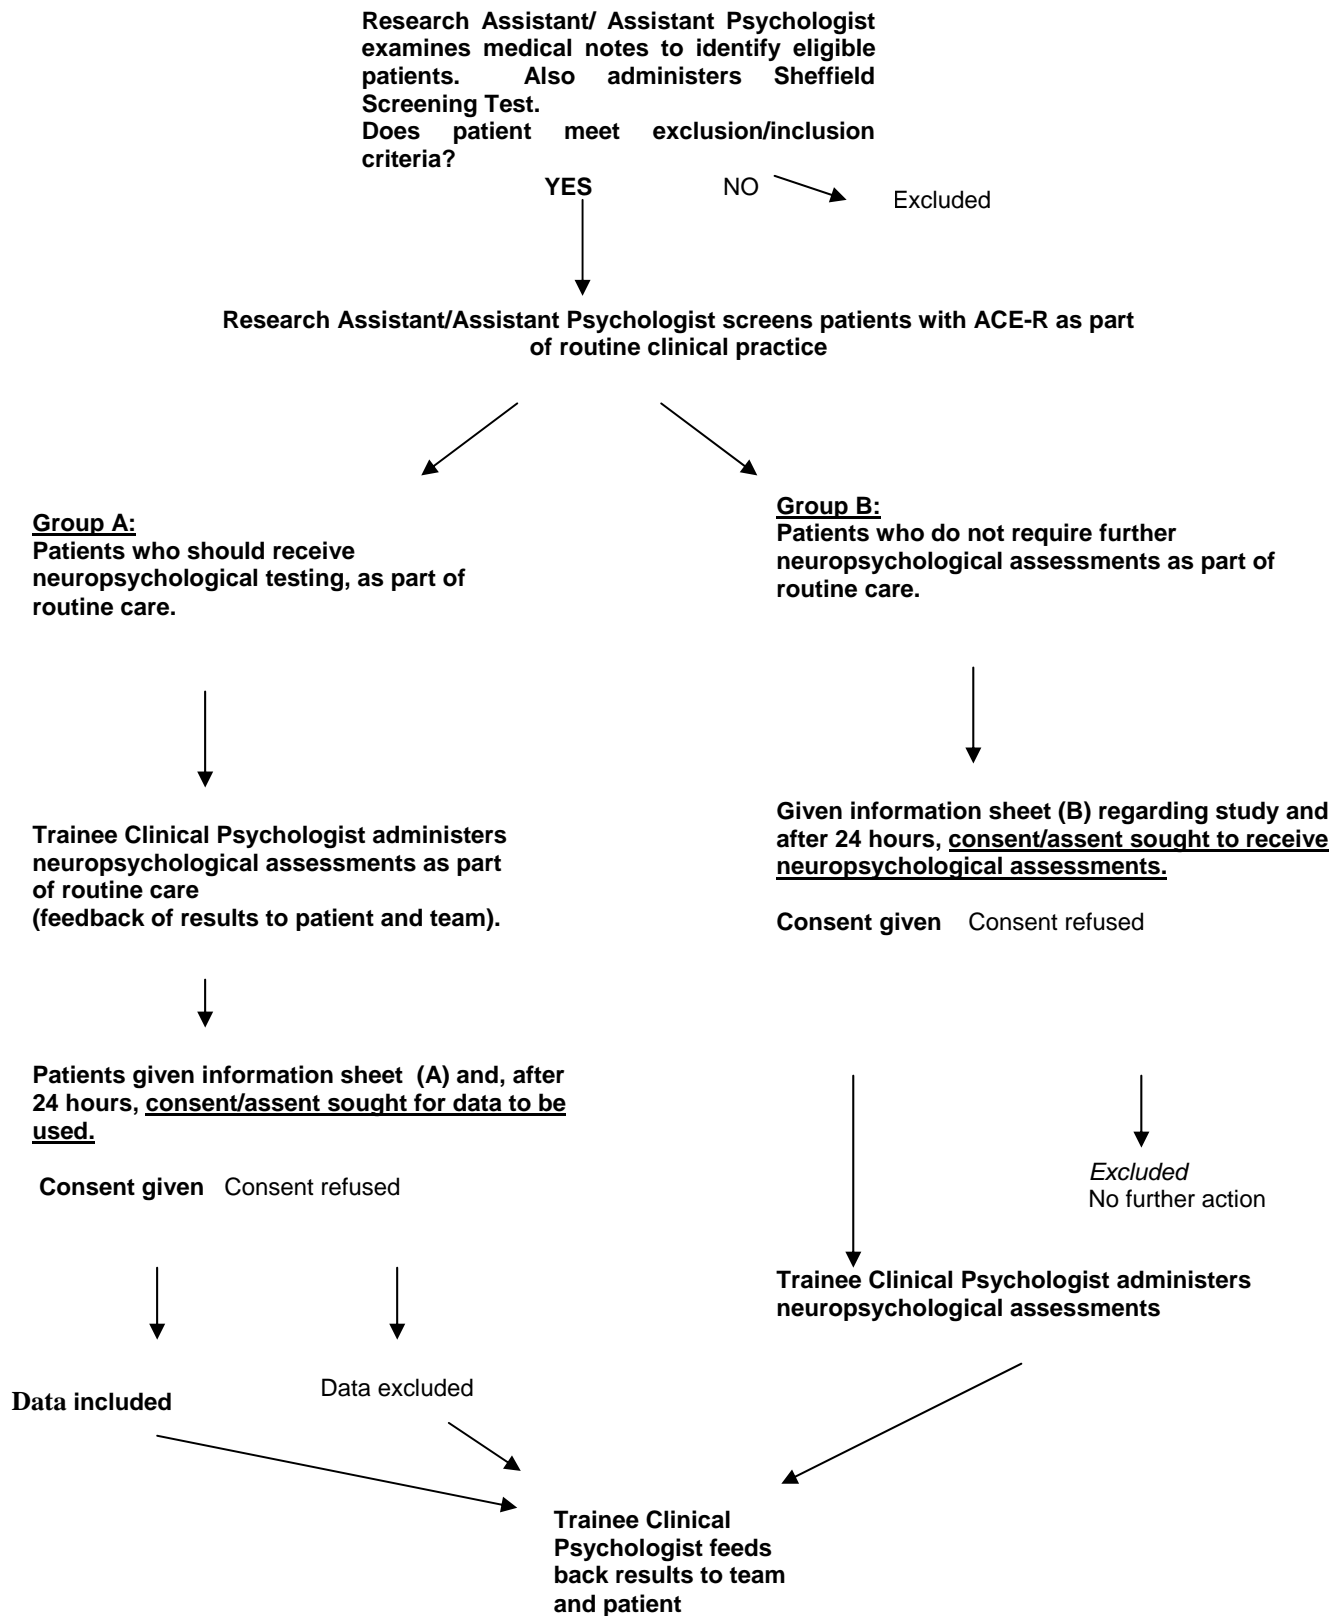 Research Assistant/ Assistant Psychologist
examines medical notes to identify eligible
patients. Also administers Sheffield
Screening Test.
Does patient meet exclusion/inclusion
criteria?
YES NO Excluded
Research Assistant/Assistant Psychologist screens patients with ACE-R as part
of routine clinical practice
Group A:
Patients who should receive
neuropsychological testing, as part of
routine care.
Group B:
Patients who do not require further
neuropsychological assessments as part of
routine care.
Trainee Clinical Psychologist administers
neuropsychological assessments as part
of routine care
(feedback of results to patient and team).
Given information sheet (B) regarding study and
after 24 hours, consent/assent sought to receive
neuropsychological assessments.
Consent given Consent refused
Patients given information sheet (A) and, after
24 hours, consent/assent sought for data to be
used.
Consent given Consent refused
Excluded
No further action
Trainee Clinical Psychologist administers
neuropsychological assessments
Data included
Data excluded
Trainee Clinical
Psychologist feeds
back results to team
and patient